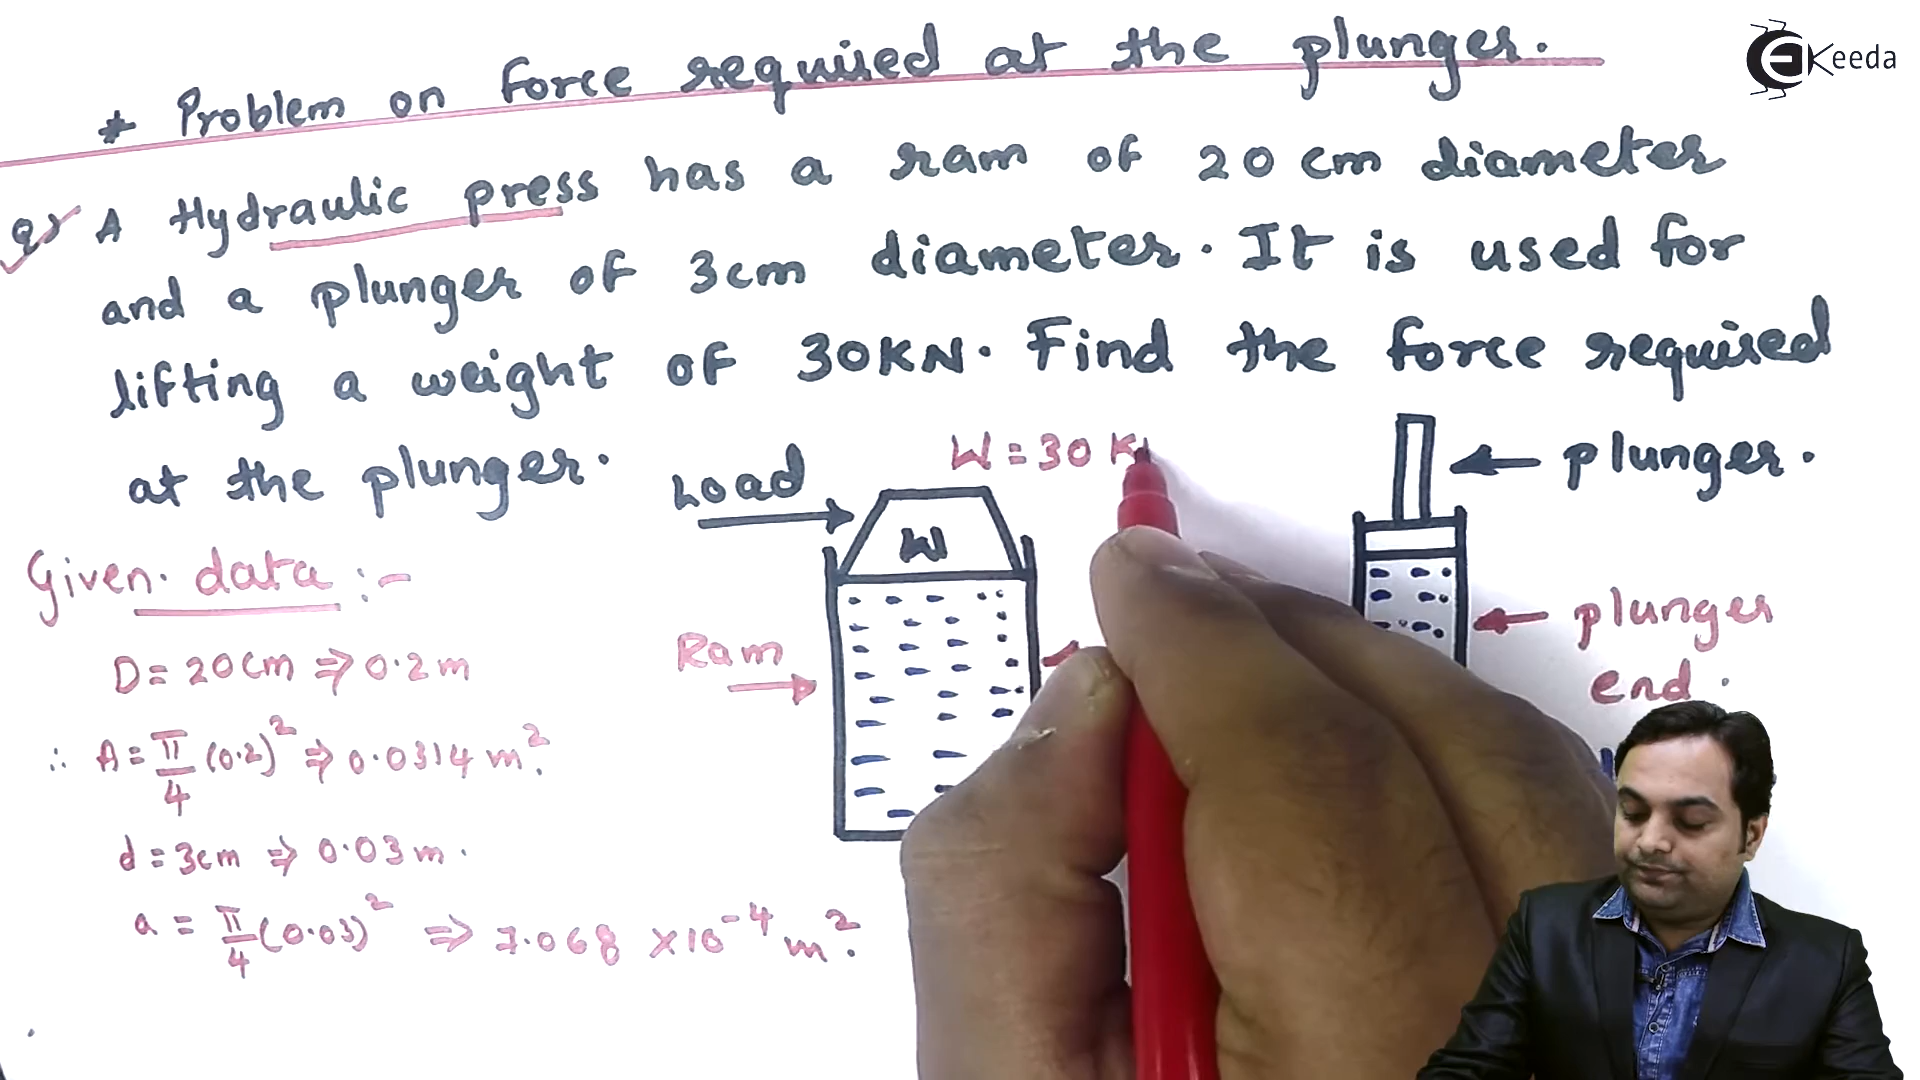 * Problem on force required at the plunger.
EKeeda
Q> A Hydraulic press has a ram of 20 cm diameter
and a plunger of 3cm diameter. It is used for
lifting a weight of 30KN. Find the force required
at the plunger.
Load
W = 30 K
plunger.
W
Given data :-
D = 20cm ⇒ 0.2 m
Ram
plunger
end.
∴ A = π/4 (0.2)² ⇒ 0.0314 m².
d = 3cm ⇒ 0.03 m.
a = π/4 (0.03)² ⇒ 7.068 × 10⁻⁴ m².